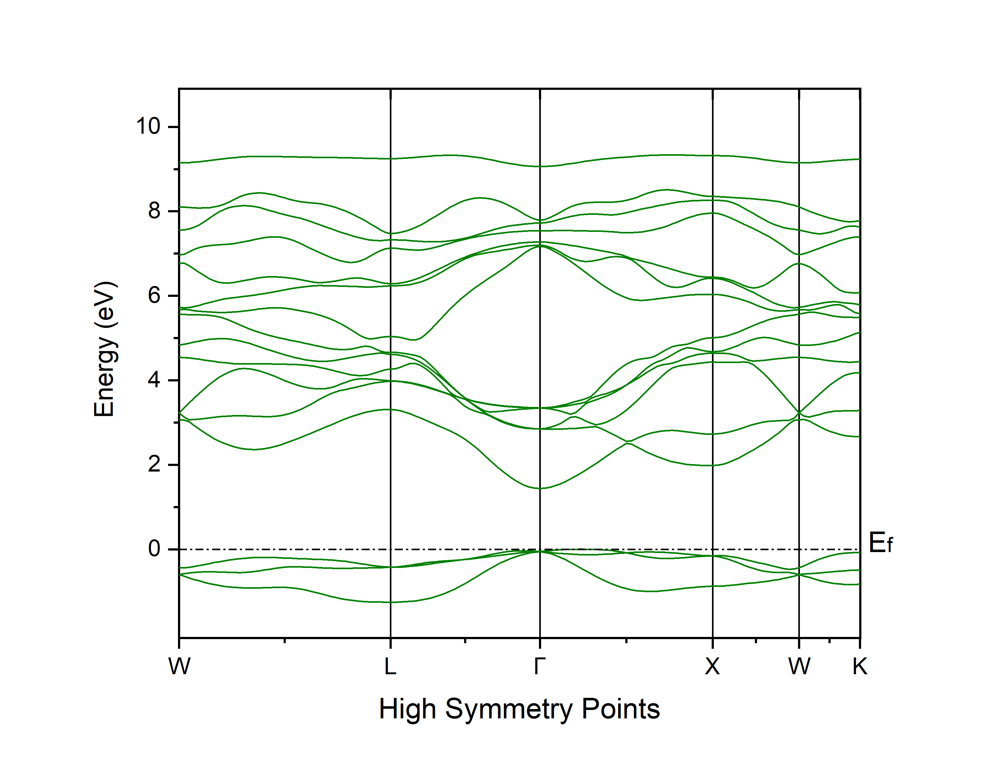 10
8
6
4
2
0
Energy (eV)
Ef
W L Γ X W K
High Symmetry Points